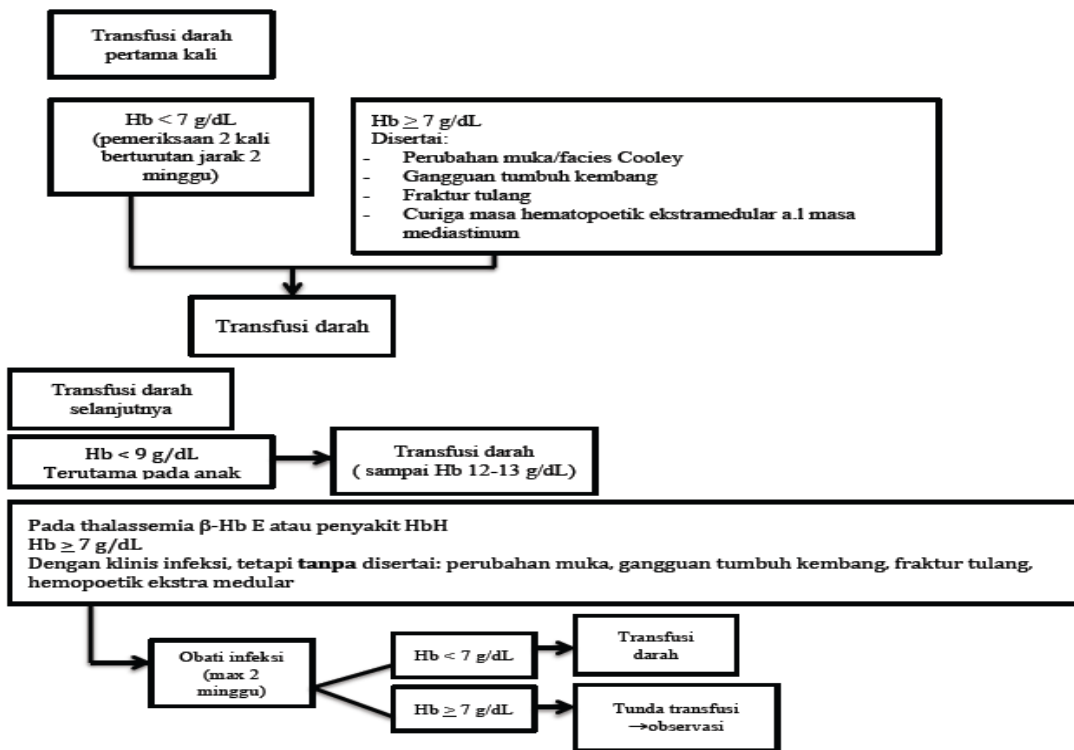 Transfusi darah
pertama kali
Hb < 7 g/dL
(pemeriksaan 2 kali
berturutan jarak 2
minggu)
Hb ≥ 7 g/dL
Disertai:
- Perubahan muka/facies Cooley
- Gangguan tumbuh kembang
- Fraktur tulang
- Curiga masa hematopoetik ekstramedular a.l masa
mediastinum
Transfusi darah
Transfusi darah
selanjutnya
Hb < 9 g/dL
Terutama pada anak
Transfusi darah
( sampai Hb 12-13 g/dL)
Pada thalassemia β-Hb E atau penyakit HbH
Hb ≥ 7 g/dL
Dengan klinis infeksi, tetapi tanpa disertai: perubahan muka, gangguan tumbuh kembang, fraktur tulang,
hemopoetik ekstra medular
Obati infeksi
(max 2
minggu)
Hb < 7 g/dL
Transfusi
darah
Hb ≥ 7 g/dL
Tunda transfusi
→observasi